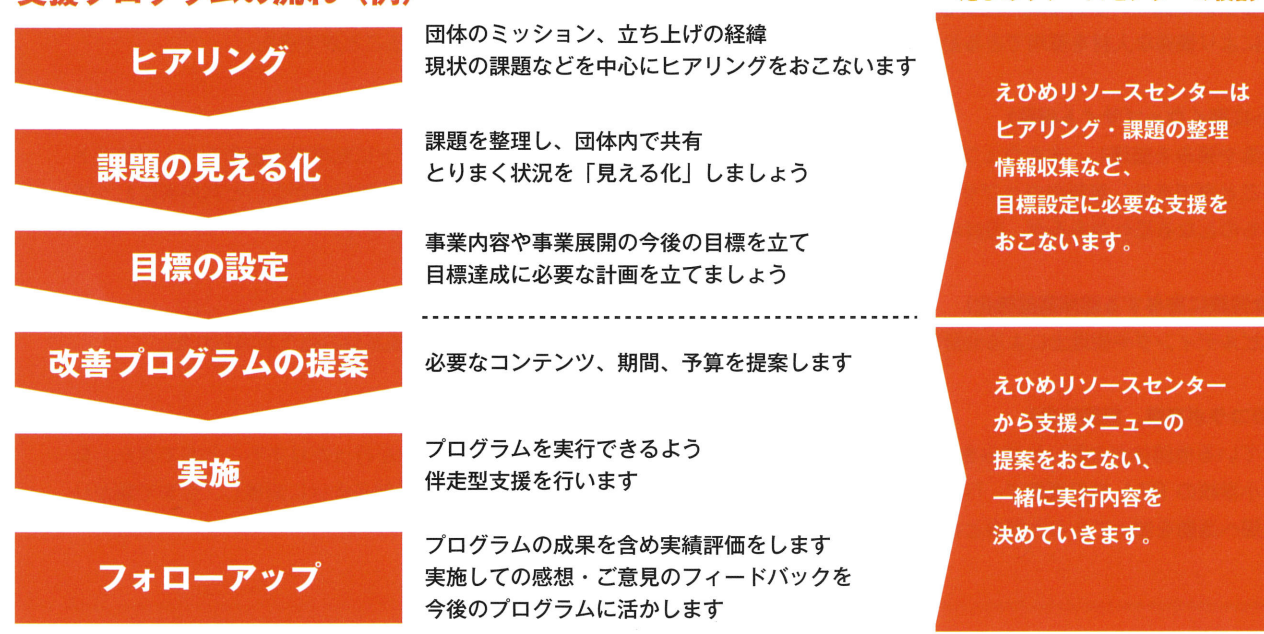 支援プログラムの流れ（例）
ヒアリング
団体のミッション、立ち上げの経緯
現状の課題などを中心にヒアリングをおこないます
課題の見える化
課題を整理し、団体内で共有
とりまく状況を「見える化」しましょう
目標の設定
事業内容や事業展開の今後の目標を立て
目標達成に必要な計画を立てましょう
えひめリソースセンターは
ヒアリング・課題の整理
情報収集など、
目標設定に必要な支援を
おこないます。
改善プログラムの提案
必要なコンテンツ、期間、予算を提案します
実施
プログラムを実行できるよう
伴走型支援を行います
フォローアップ
プログラムの成果を含め実績評価をします
実施しての感想・ご意見のフィードバックを
今後のプログラムに活かします
えひめリソースセンター
から支援メニューの
提案をおこない、
一緒に実行内容を
決めていきます。